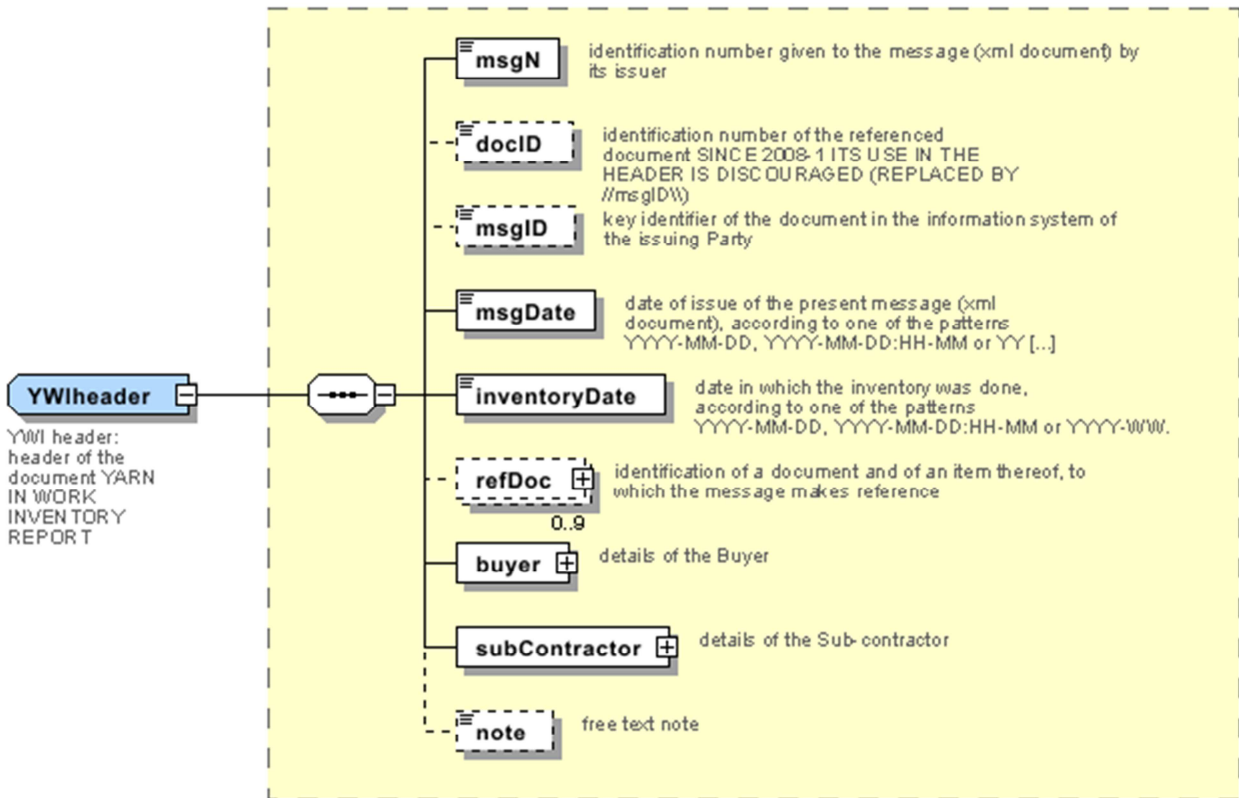 msgN
identification number given to the message (xml document) by
its issuer
docID
identification number of the referenced
document SINCE 2008-1 ITS USE IN THE
HEADER IS DISCOURAGED (REPLACED BY
//msgID\\)
msgID
key identifier of the document in the information system of
the issuing Party
msgDate
date of issue of the present message (xml
document), according to one of the patterns
YYYY-MM-DD, YYYY-MM-DD:HH-MM or YY [...]
YWIheader
YWI header:
header of the
document YARN
IN WORK
INVENTORY
REPORT
inventoryDate
date in which the inventory was done,
according to one of the patterns
YYYY-MM-DD, YYYY-MM-DD:HH-MM or YYYY-WW.
refDoc
0..9
identification of a document and of an item thereof, to
which the message makes reference
buyer
details of the Buyer
subContractor
details of the Sub-contractor
note
free text note